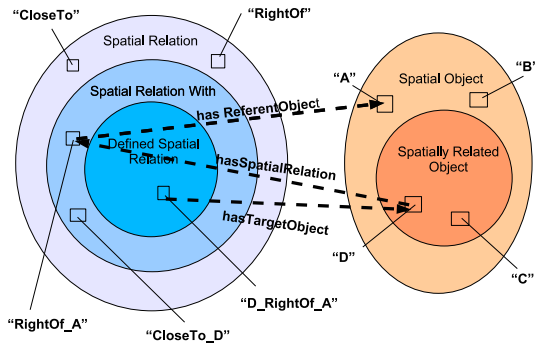 “CloseTo”
Spatial Relation
“RightOf”
Spatial Relation With
has ReferentObject
Defined Spatial
Relation
hasSpatialRelation
hasTargetObject
“RightOf_A”
“CloseTo_D”
“D_RightOf_A”
“A”
Spatial Object
“B’
Spatially Related
Object
“D”
“C”